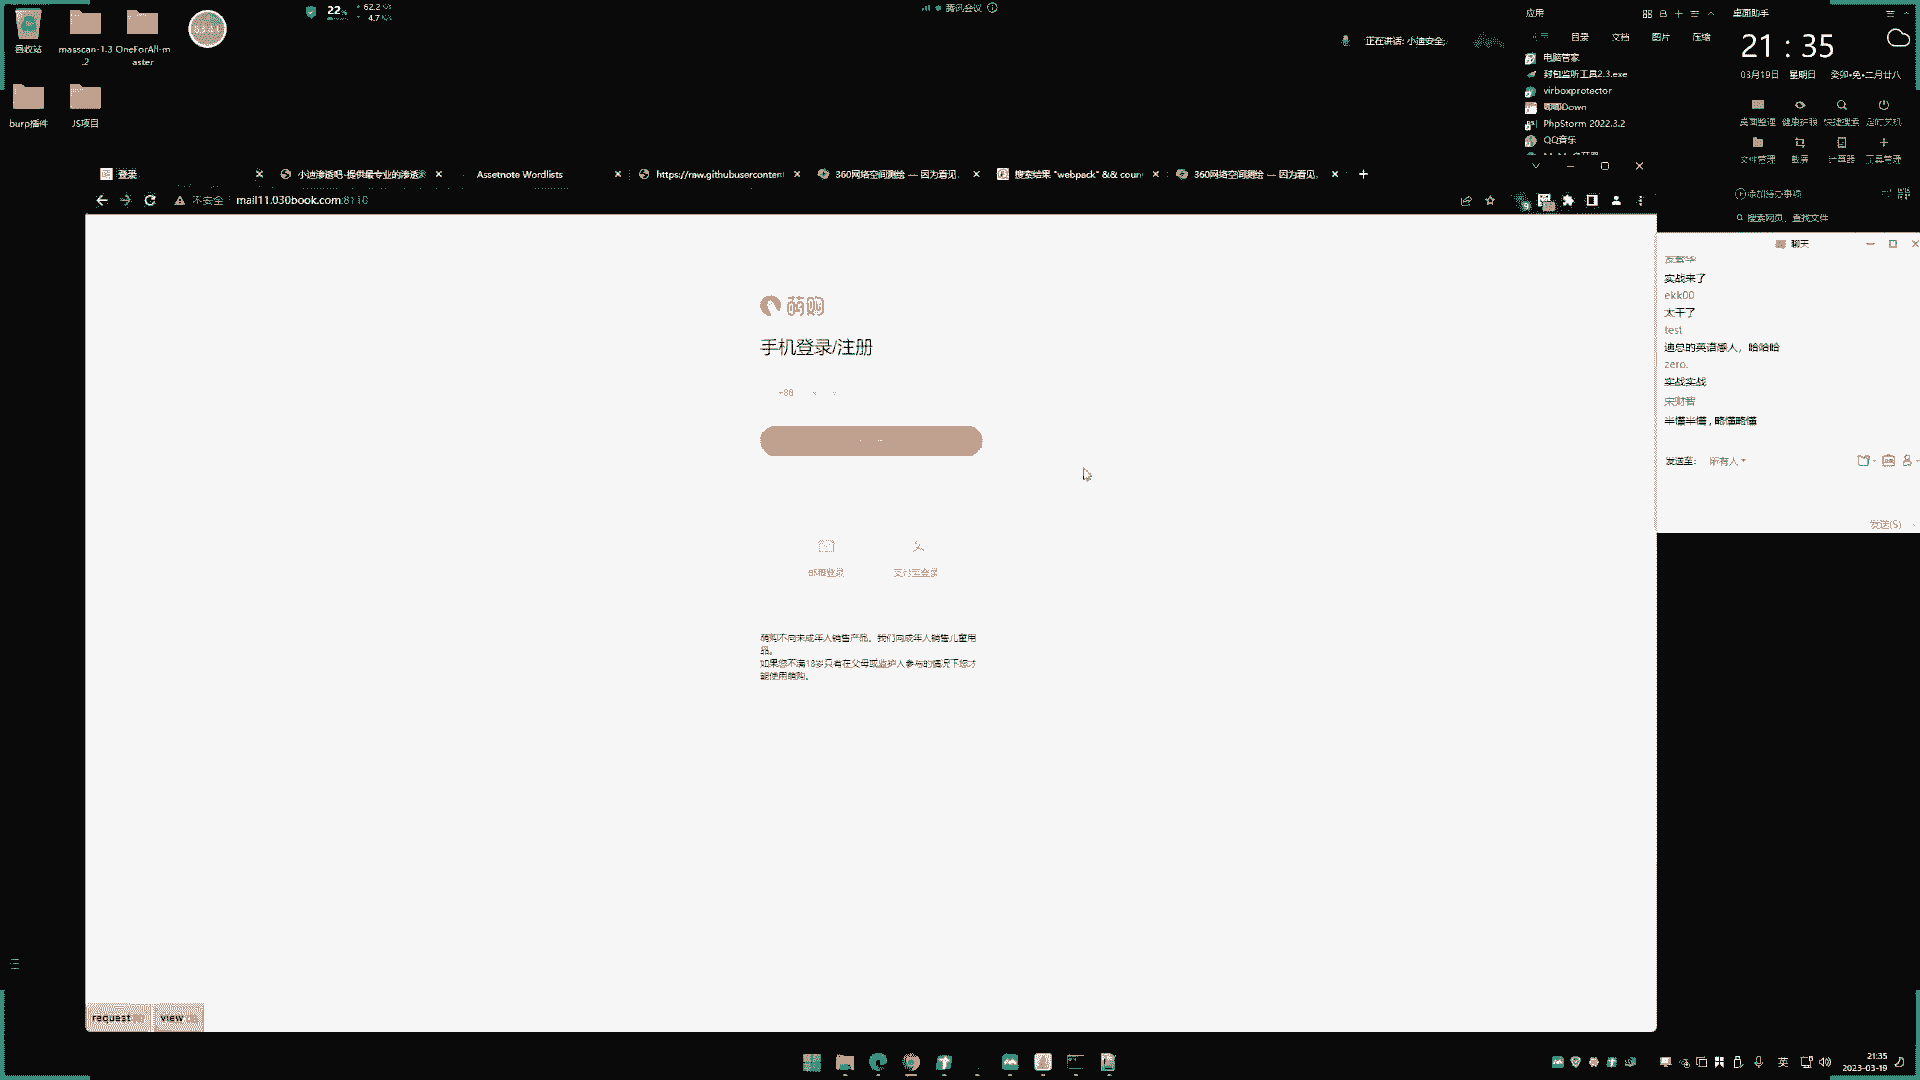 22%
62.2 K/s
4.7 K/s
腾讯会议
回收站
masscan-1.3.2
OneForAll-master
burp插件
JS项目
正在讲话: 小迪安全;
应用
目录
文档
图片
压缩
电脑管家
封包监听工具2.3.exe
virboxprotector
唧唧Down
PhpStorm 2022.3.2
QQ音乐
桌面助手
21 : 35
03月19日 星期日 癸卯•兔•二月廿八
桌面整理 健康护眼 快捷搜索 定时关机
文件管理 截屏 计算器 工具管理
添加待办事项
搜索网页、查找文件
登录
小迪渗透吧-提供最专业的渗透
Assetnote Wordlists
https://raw.githubusercontent
360网络空间测绘 — 因为看见,
搜索结果 "webpack" && coun
360网络空间测绘 — 因为看见,
不安全
mail11.030book.com:8110
萌购
手机登录/注册
+86
邮箱登录
支付宝登录
萌购不向未成年人销售产品。我们向成年人销售儿童用
品。
如果您不满18岁只有在父母或监护人参与的情况下您才
能使用萌购。
request
view
聊天
实战来了
ekk00
太干了
test
迪总的英语感人，哈哈哈
zero.
实战实战
宋财智
半懂半懂 , 略懂略懂
发送至: 所有人
发送(S)
英
21:35
2023-03-19